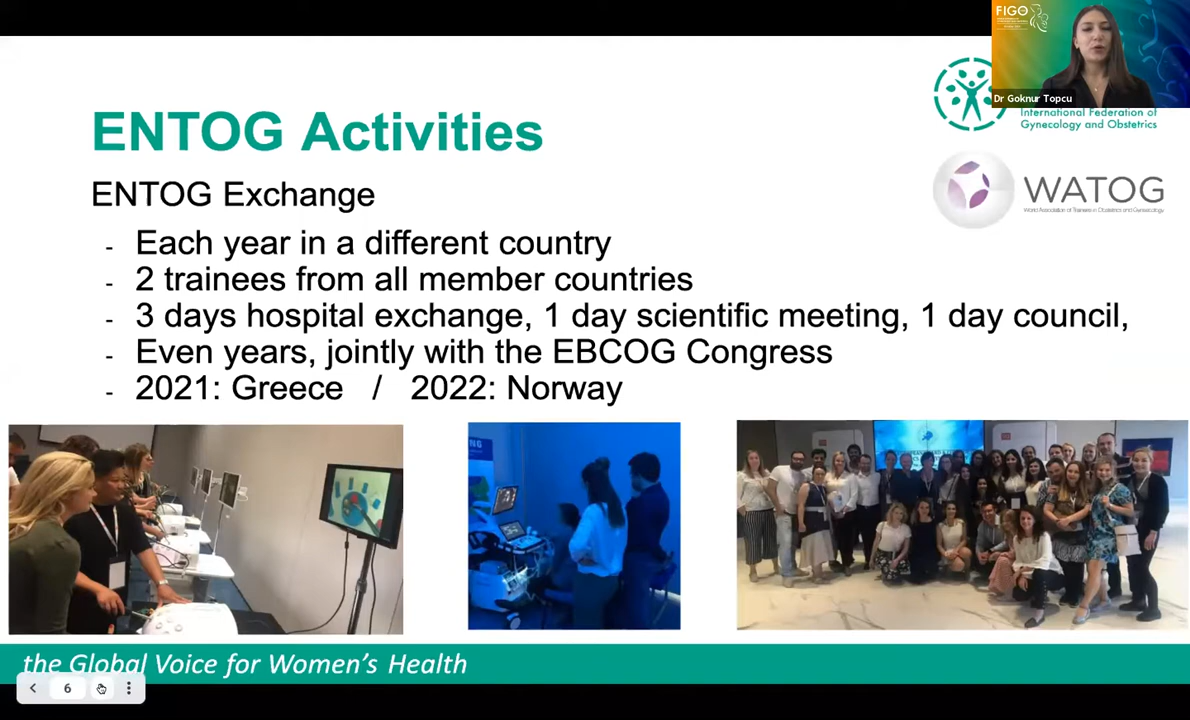 FIGO
Dr Goknur Topcu
International Federation of
Gynecology and Obstetrics
WATOG
World Association of Trainees in Obstetrics and Gynecology
ENTOG Activities
ENTOG Exchange
- Each year in a different country
- 2 trainees from all member countries
- 3 days hospital exchange, 1 day scientific meeting, 1 day council,
- Even years, jointly with the EBCOG Congress
- 2021: Greece / 2022: Norway
NG
the Global Voice for Women's Health
6